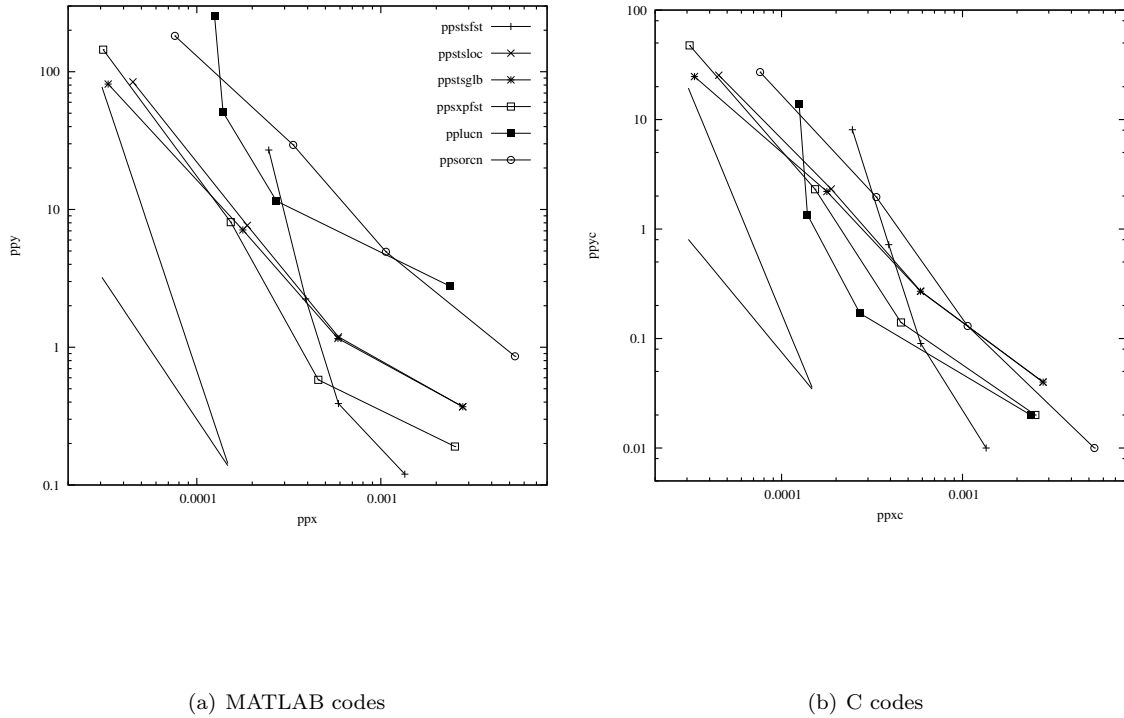 100
10
1
0.1
0.0001
0.001
ppy
ppx
ppstsfst
ppstsloc
ppstsglb
ppsxpfst
pplucn
ppsorcn
100
10
1
0.1
0.01
0.0001
0.001
ppyc
ppxc
(a) MATLAB codes
(b) C codes